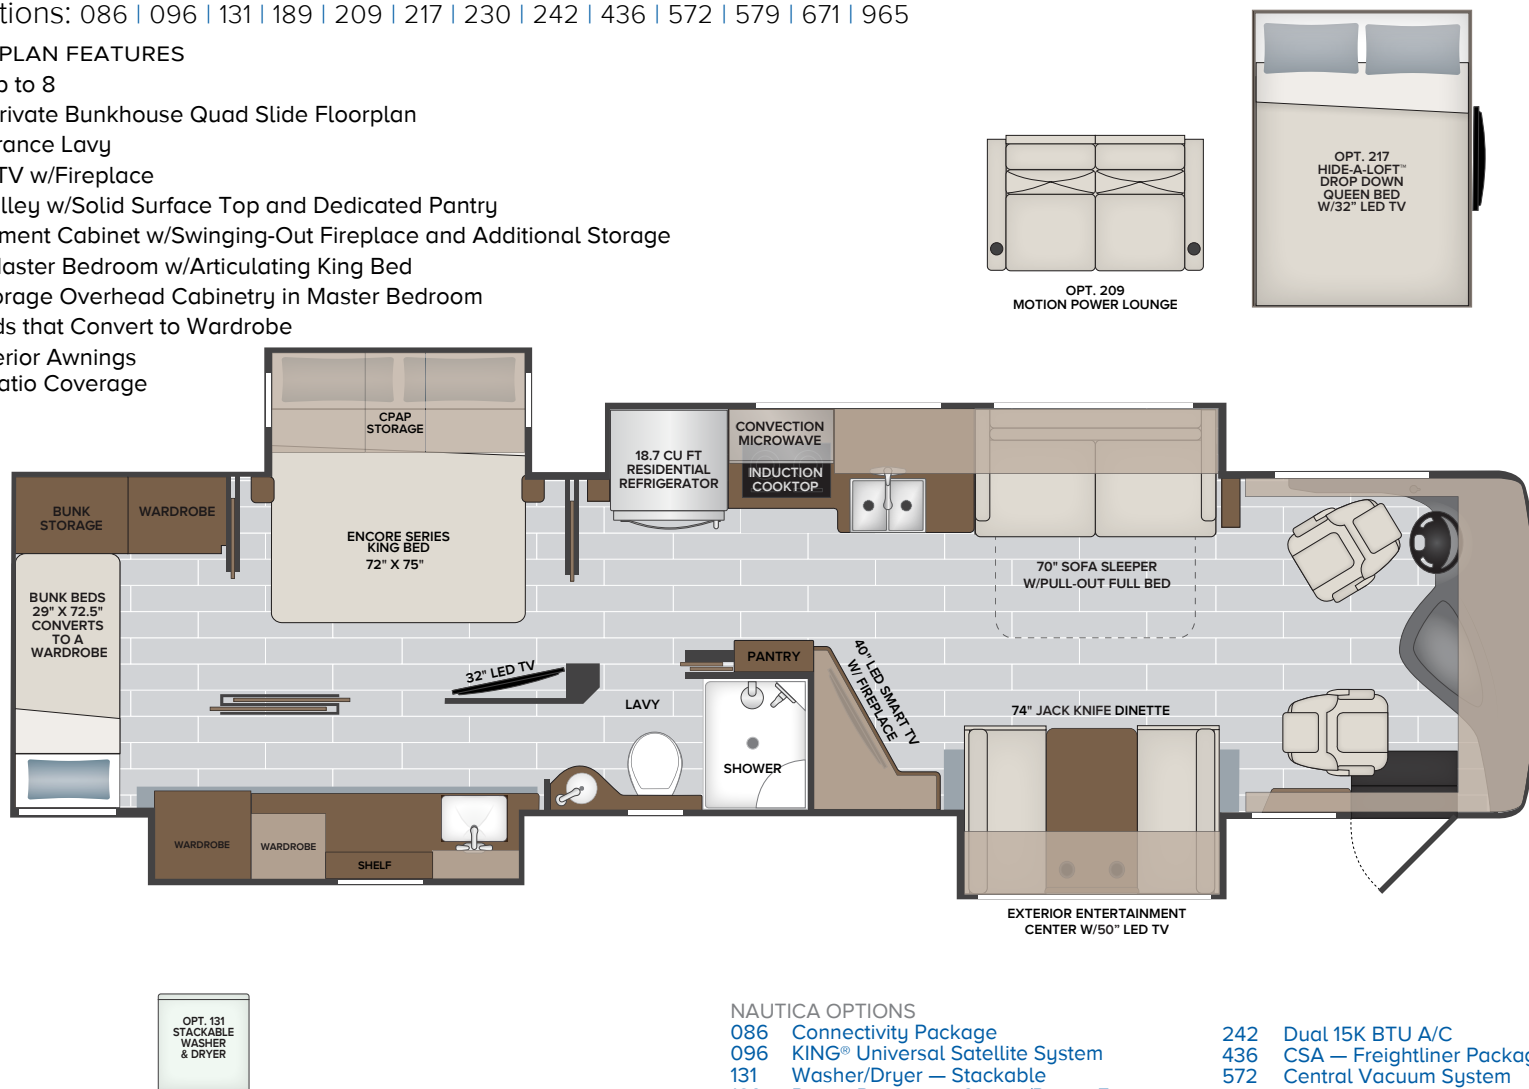 tions: 086 | 096 | 131 | 189 | 209 | 217 | 230 | 242 | 436 | 572 | 579 | 671 | 965
PLAN FEATURES
to 8
rivate Bunkhouse Quad Slide Floorplan
rance Lavy
TV w/Fireplace
lley w/Solid Surface Top and Dedicated Pantry
ment Cabinet w/Swinging-Out Fireplace and Additional Storage
Master Bedroom w/Articulating King Bed
orage Overhead Cabinetry in Master Bedroom
ds that Convert to Wardrobe
erior Awnings
atio Coverage
OPT. 209
MOTION POWER LOUNGE
OPT. 217
HIDE-A-LOFT™
DROP DOWN
QUEEN BED
W/32" LED TV
CPAP
STORAGE
ENCORE SERIES
KING BED
72" X 75"
18.7 CU FT
RESIDENTIAL
REFRIGERATOR
CONVECTION
MICROWAVE
INDUCTION
COOKTOP
BUNK
STORAGE
WARDROBE
BUNK BEDS
29" X 72.5"
CONVERTS
TO A
WARDROBE
70" SOFA SLEEPER
W/PULL-OUT FULL BED
32" LED TV
LAVY
PANTRY
SHOWER
40" LED SMART TV
W/ FIREPLACE
74" JACK KNIFE DINETTE
WARDROBE
WARDROBE
SHELF
EXTERIOR ENTERTAINMENT
CENTER W/50" LED TV
OPT. 131
STACKABLE
WASHER
& DRYER
NAUTICA OPTIONS
086 Connectivity Package
096 KING® Universal Satellite System
131 Washer/Dryer — Stackable
242 Dual 15K BTU A/C
436 CSA — Freightliner Packag
572 Central Vacuum System